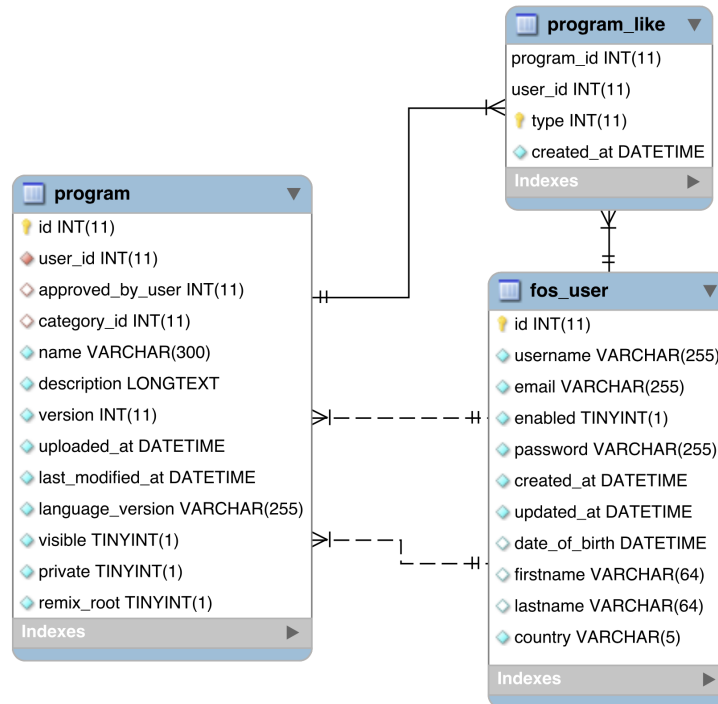 program_like
program_id INT(11)
user_id INT(11)
type INT(11)
created_at DATETIME
Indexes
program
id INT(11)
user_id INT(11)
approved_by_user INT(11)
category_id INT(11)
name VARCHAR(300)
description LONGTEXT
version INT(11)
uploaded_at DATETIME
last_modified_at DATETIME
language_version VARCHAR(255)
visible TINYINT(1)
private TINYINT(1)
remix_root TINYINT(1)
Indexes
fos_user
id INT(11)
username VARCHAR(255)
email VARCHAR(255)
enabled TINYINT(1)
password VARCHAR(255)
created_at DATETIME
updated_at DATETIME
date_of_birth DATETIME
firstname VARCHAR(64)
lastname VARCHAR(64)
country VARCHAR(5)
Indexes